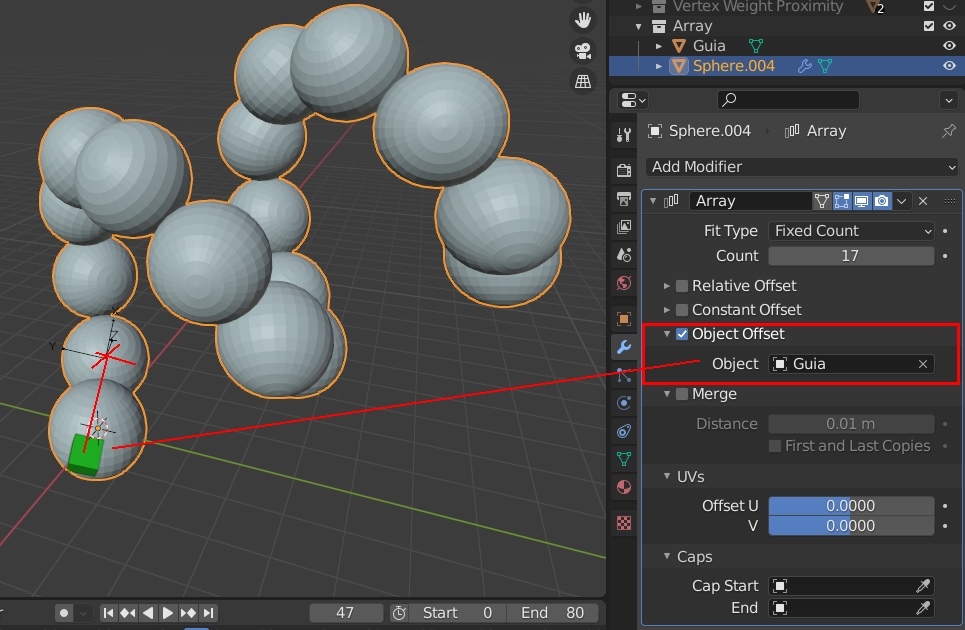 Vertex Weight Proximity 2
Array
Guia
Sphere.004
Sphere.004 Array
Add Modifier
Array
Fit Type Fixed Count
Count 17
Relative Offset
Constant Offset
Object Offset
Object Guia
Merge
Distance 0.01 m
First and Last Copies
UVs
Offset U 0.0000
V 0.0000
Caps
Cap Start
End
X
Z
Y
47 Start 0 End 80